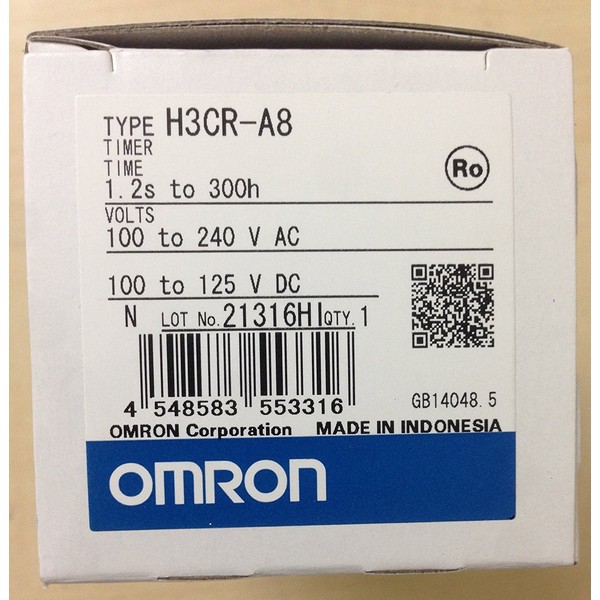 TYPE H3CR-A8
TIMER
TIME
Ro
1.2s to 300h
VOLTS
100 to 240 V AC
100 to 125 V DC
N LOT No. 21316HI QTY. 1
4 548583 553316
GB14048.5
OMRON Corporation MADE IN INDONESIA
OMRON